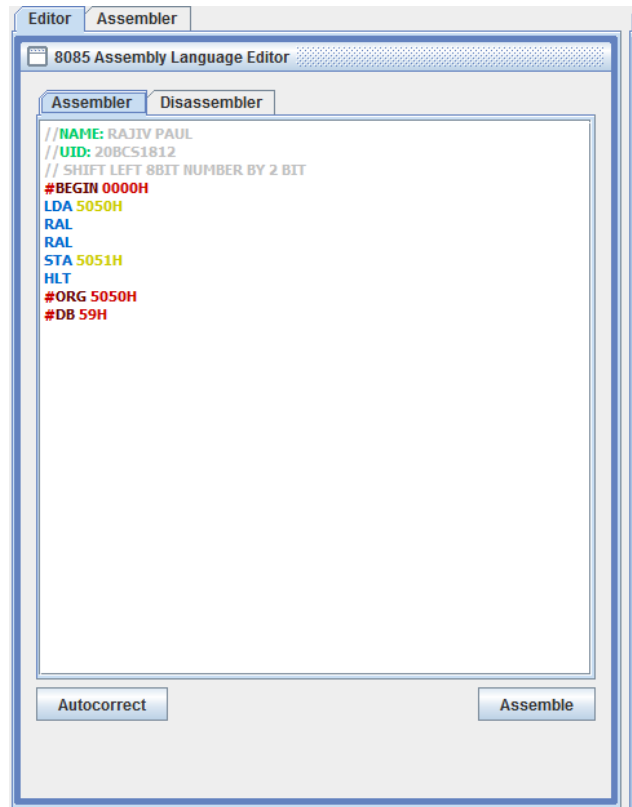 Editor Assembler
8085 Assembly Language Editor
Assembler Disassembler
//NAME: RAJIV PAUL
//UID: 20BCS1812
// SHIFT LEFT 8BIT NUMBER BY 2 BIT
#BEGIN 0000H
LDA 5050H
RAL
RAL
STA 5051H
HLT
#ORG 5050H
#DB 59H
Autocorrect Assemble